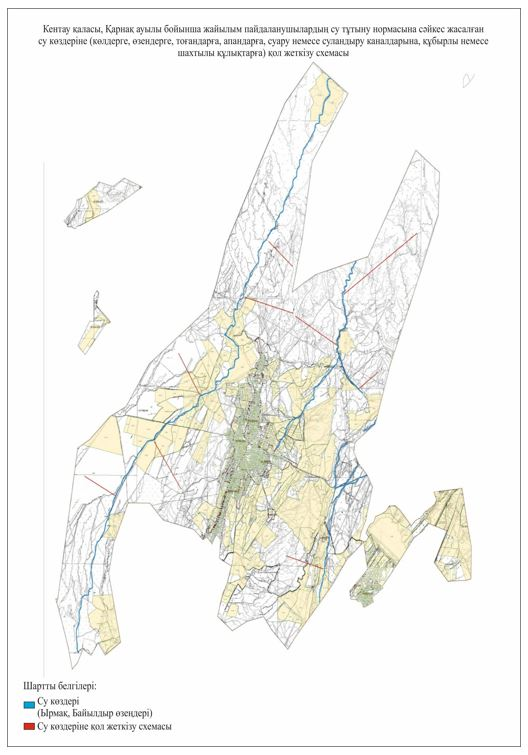 Кентау қаласы, Қарнақ ауылы бойынша жайылым пайдаланушылардың су тұтыну нормасына сәйкес жасалған
су көздеріне (көлдерге, өзендерге, тоғандарға, апандарға, суару немесе суландыру каналдарына, құбырлы немесе
шахтылы құлықтарға) қол жеткізу схемасы
Шартты белгілері:
Су көздері
(Ырмақ, Байылдыр өзендері)
Су көздеріне қол жеткізу схемасы